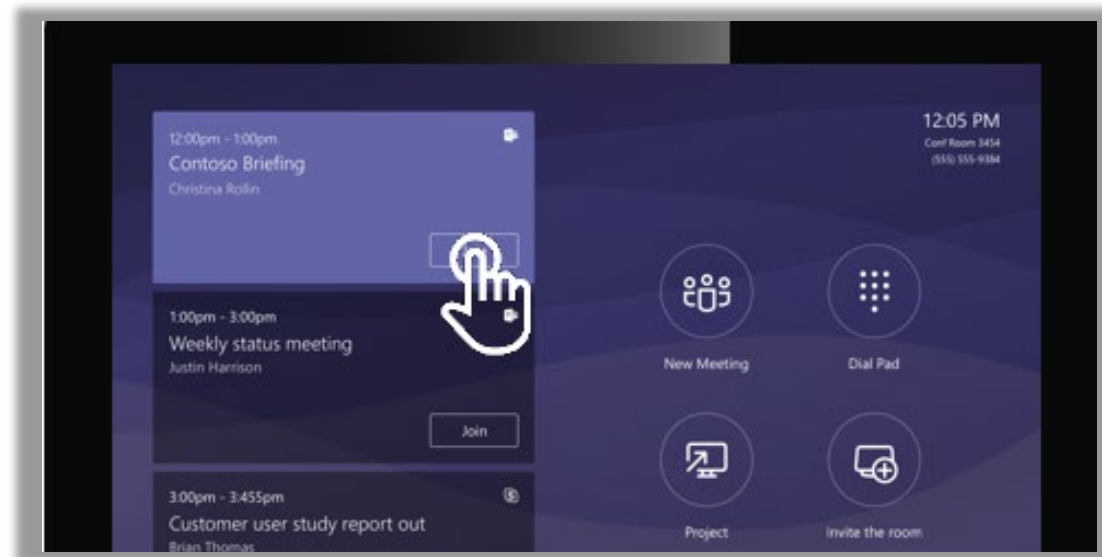 12:00pm - 1:00pm
Contoso Briefing
Christina Rollin
1:00pm - 3:00pm
Weekly status meeting
Justin Harrison
Join
3:00pm - 3:455pm
Customer user study report out
Brian Thomas
12:05 PM
Conf Room 3454
(555) 555-9384
New Meeting
Dial Pad
Project
Invite the room